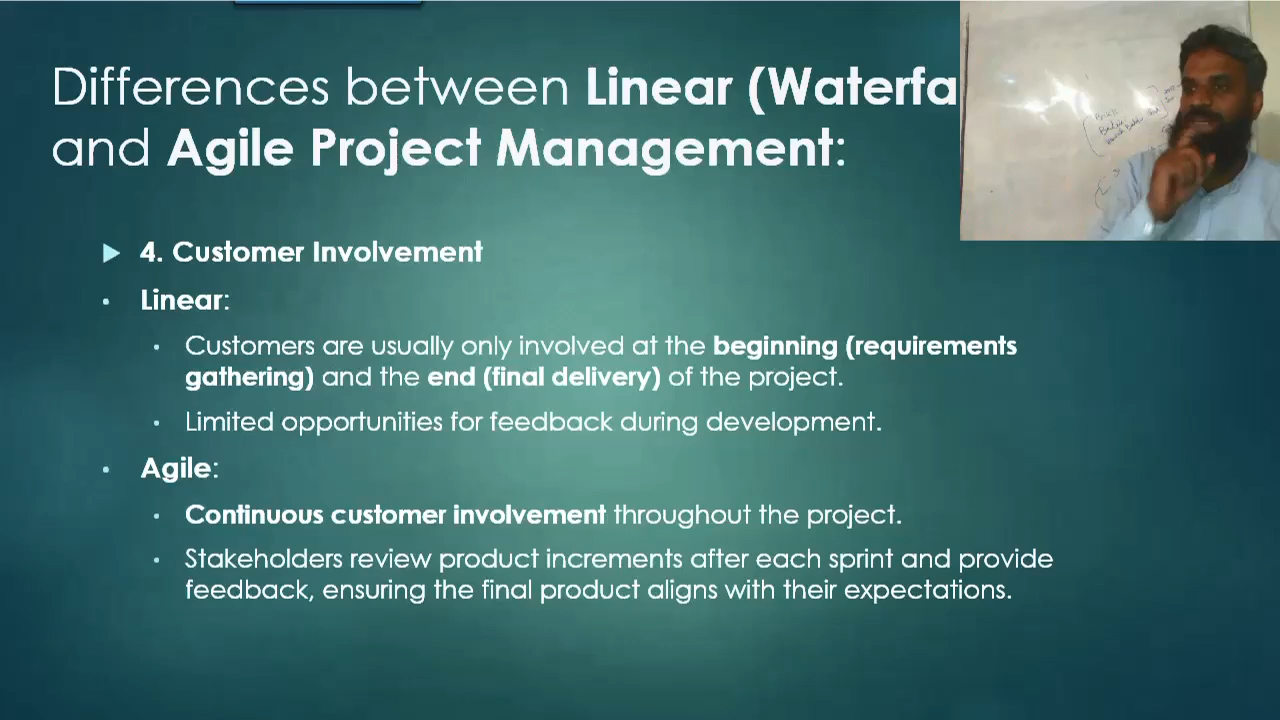 Differences between Linear (Waterfa
and Agile Project Management:
4. Customer Involvement
Linear:
Customers are usually only involved at the beginning (requirements
gathering) and the end (final delivery) of the project.
Limited opportunities for feedback during development.
Agile:
Continuous customer involvement throughout the project.
Stakeholders review product increments after each sprint and provide
feedback, ensuring the final product aligns with their expectations.